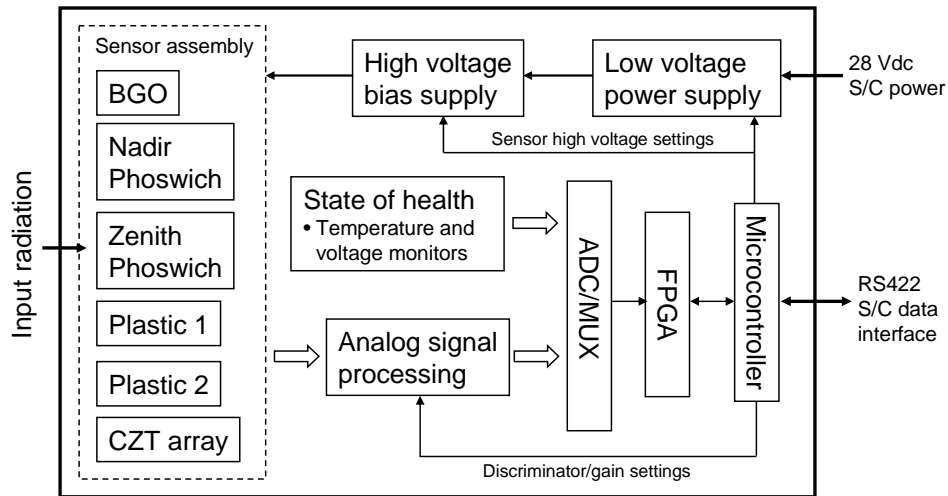 Sensor assembly
BGO
Nadir
Phoswich
Zenith
Phoswich
Plastic 1
Plastic 2
CZT array
Input radiation
High voltage
bias supply
Low voltage
power supply
28 Vdc
S/C power
Sensor high voltage settings
State of health
• Temperature and
voltage monitors
Analog signal
processing
ADC/MUX
FPGA
Microcontroller
RS422
S/C data
interface
Discriminator/gain settings